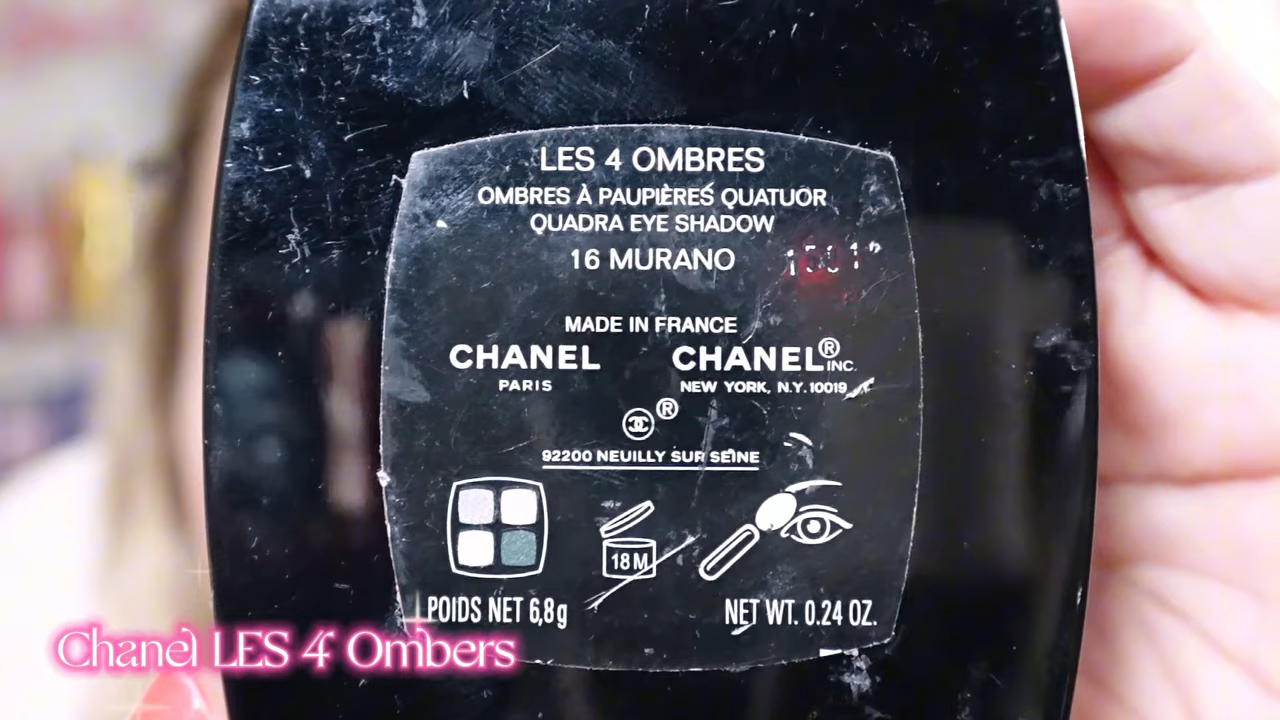 LES 4 OMBRES
OMBRES À PAUPIÈRES QUATUOR
QUADRA EYE SHADOW
16 MURANO
MADE IN FRANCE
CHANEL CHANEL® INC.
PARIS NEW YORK, N.Y. 10019
®
92200 NEUILLY SUR SEINE
18 M
POIDS NET 6,8g NET WT. 0.24 OZ.
Chanel LES 4 Ombers